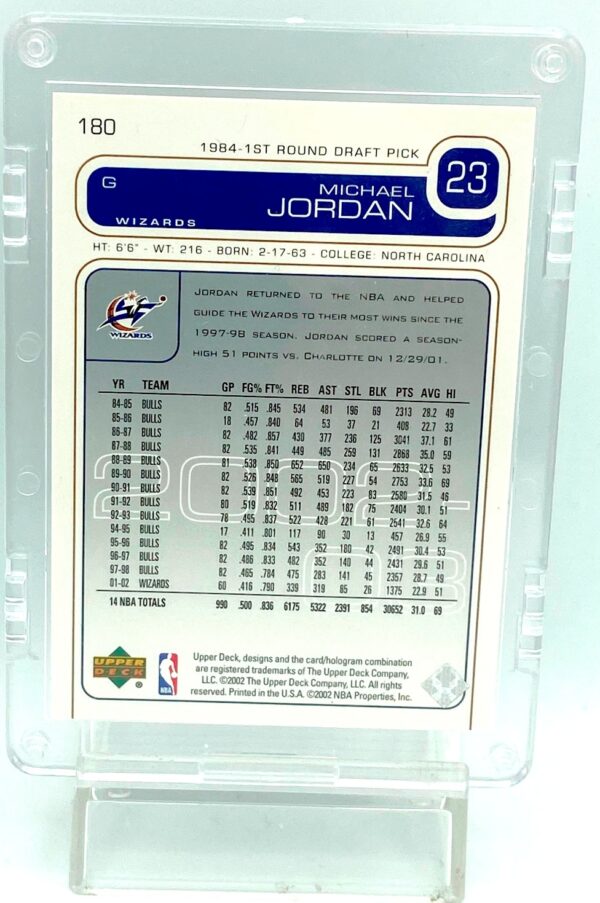 180
1984-1ST ROUND DRAFT PICK
23
G
MICHAEL
JORDAN
WIZARDS
HT: 6'6" - WT: 216 - BORN: 2-17-63 - COLLEGE: NORTH CAROLINA
WIZARDS
JORDAN RETURNED TO THE NBA AND HELPED
GUIDE THE WIZARDS TO THEIR MOST WINS SINCE THE
1997-98 SEASON. JORDAN SCORED A SEASON-
HIGH 51 POINTS VS. CHARLOTTE ON 12/29/01.
YR TEAM GP FG% FT% REB AST STL BLK PTS AVG HI
84-85 BULLS 82 .515 .845 534 481 196 69 2313 28.2 49
85-86 BULLS 18 .457 .840 64 53 37 21 408 22.7 33
86-87 BULLS 82 .482 .857 430 377 236 125 3041 37.1 61
87-88 BULLS 82 .535 .841 449 485 259 131 2868 35.0 59
88-89 BULLS 81 .538 .850 652 650 234 65 2633 32.5 53
89-90 BULLS 82 .526 .848 565 519 227 54 2753 33.6 69
90-91 BULLS 82 .539 .851 492 453 223 83 2580 31.5 46
91-92 BULLS 80 .519 .832 511 489 182 75 2404 30.1 51
92-93 BULLS 78 .495 .837 522 428 221 61 2541 32.6 64
94-95 BULLS 17 .411 .801 117 90 30 13 457 26.9 55
95-96 BULLS 82 .495 .834 543 352 180 42 2491 30.4 53
96-97 BULLS 82 .486 .833 482 352 140 44 2431 29.6 51
97-98 BULLS 82 .465 .784 475 283 141 45 2357 28.7 49
01-02 WIZARDS 60 .416 .790 339 319 85 26 1375 22.9 51
14 NBA TOTALS 990 .500 .836 6175 5322 2391 854 30652 31.0 69
2002-
03
UPPER
DECK
®
NBA
Upper Deck, designs and the card/hologram combination
are registered trademarks of The Upper Deck Company,
LLC. ©2002 The Upper Deck Company, LLC. All rights
reserved. Printed in the U.S.A. ©2002 NBA Properties, Inc.